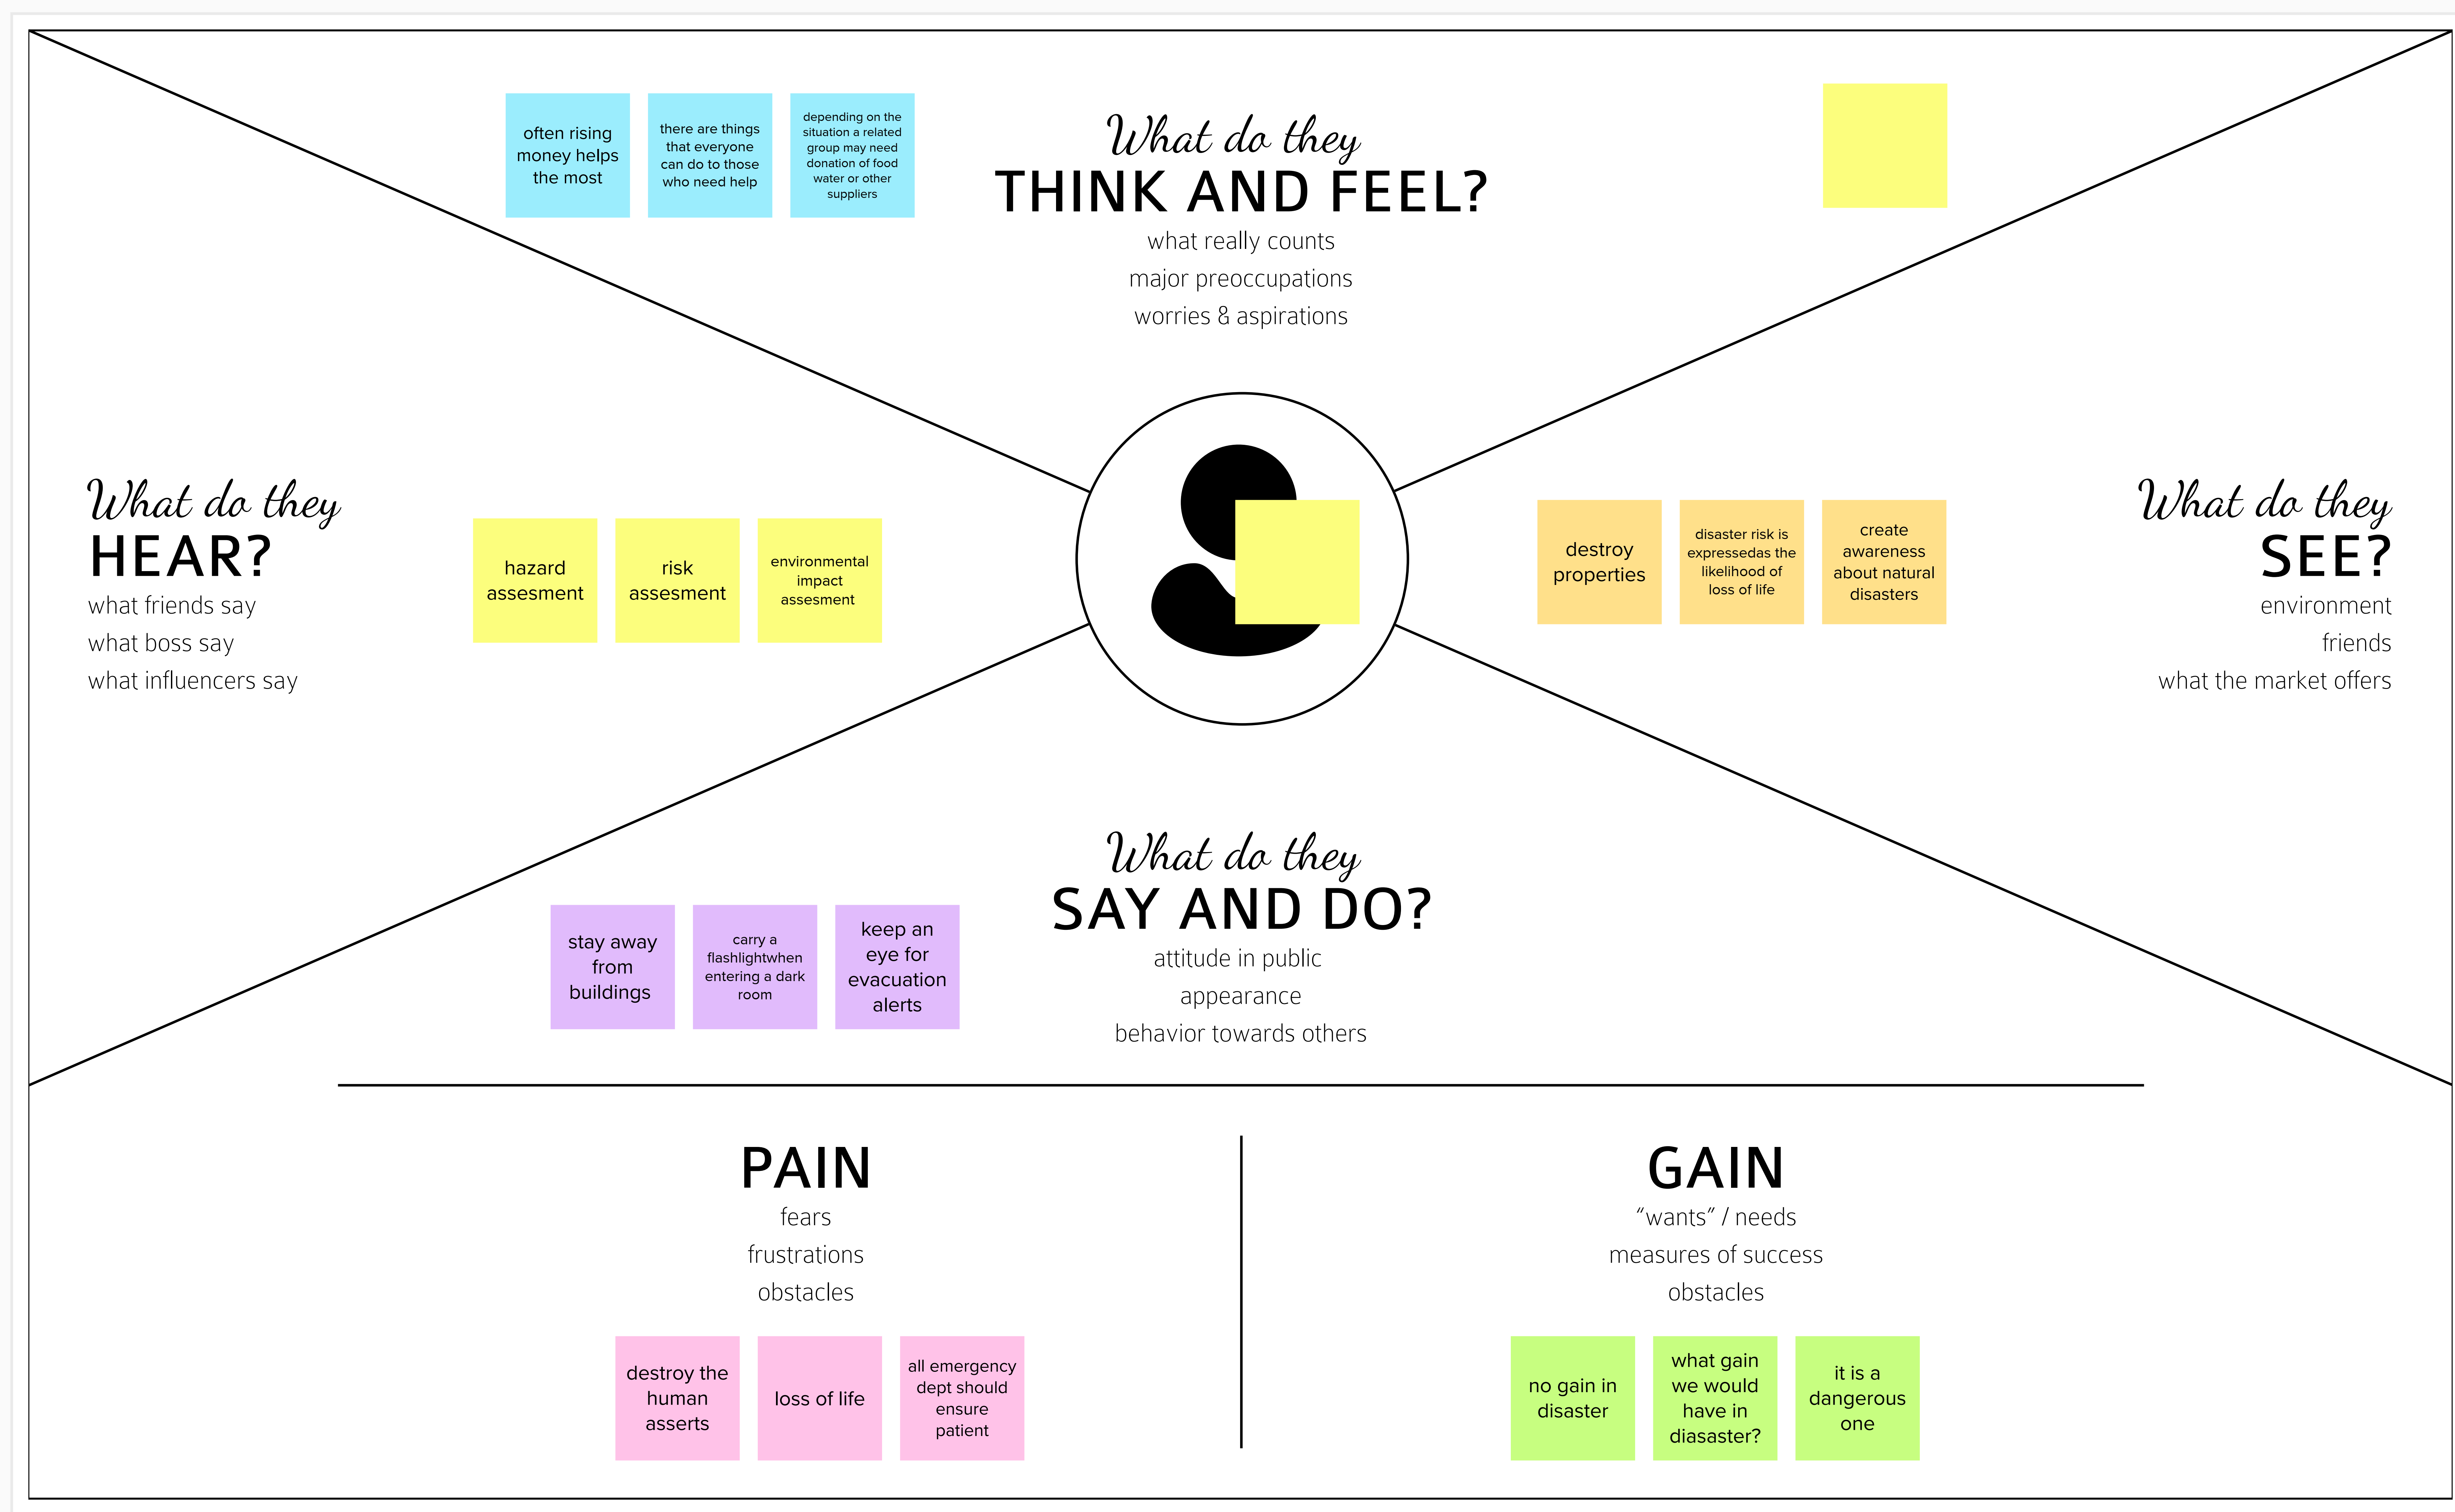 often rising
money helps
the most
there are things
that everyone
can do to those
who need help
depending on the
situation a related
group may need
donation of food
water or other
suppliers
What do they
THINK AND FEEL?
what really counts
major preoccupations
worries & aspirations
What do they
HEAR?
what friends say
what boss say
what influencers say
hazard
assesment
risk
assesment
environmental
impact
assesment
destroy
properties
disaster risk is
expressedas the
likelihood of
loss of life
create
awareness
about natural
disasters
What do they
SEE?
environment
friends
what the market offers
What do they
SAY AND DO?
attitude in public
appearance
behavior towards others
stay away
from
buildings
carry a
flashlightwhen
entering a dark
room
keep an
eye for
evacuation
alerts
PAIN
fears
frustrations
obstacles
destroy the
human
asserts
loss of life
all emergency
dept should
ensure
patient
GAIN
“wants” / needs
measures of success
obstacles
no gain in
disaster
what gain
we would
have in
diasaster?
it is a
dangerous
one